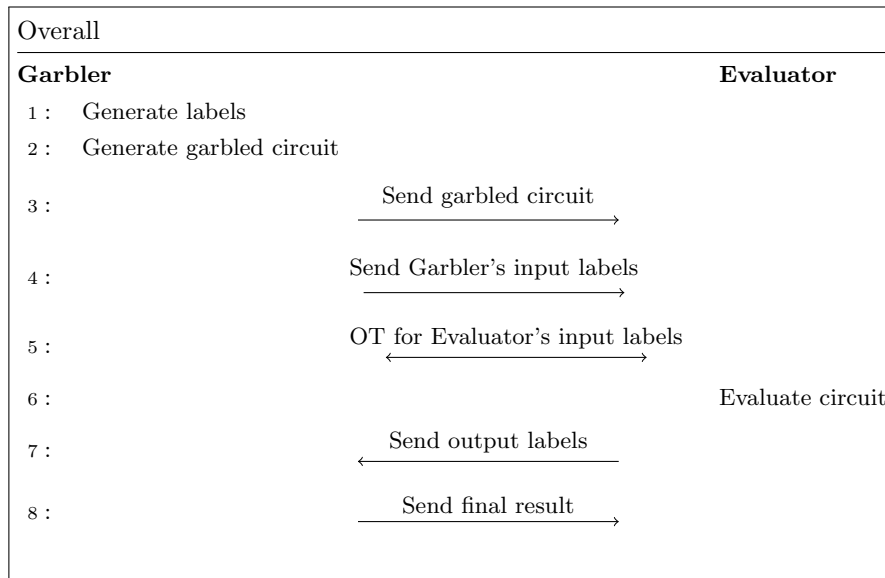 Overall
Garbler Evaluator
1 : Generate labels
2 : Generate garbled circuit
3 : Send garbled circuit
4 : Send Garbler's input labels
5 : OT for Evaluator's input labels
6 : Evaluate circuit
7 : Send output labels
8 : Send final result